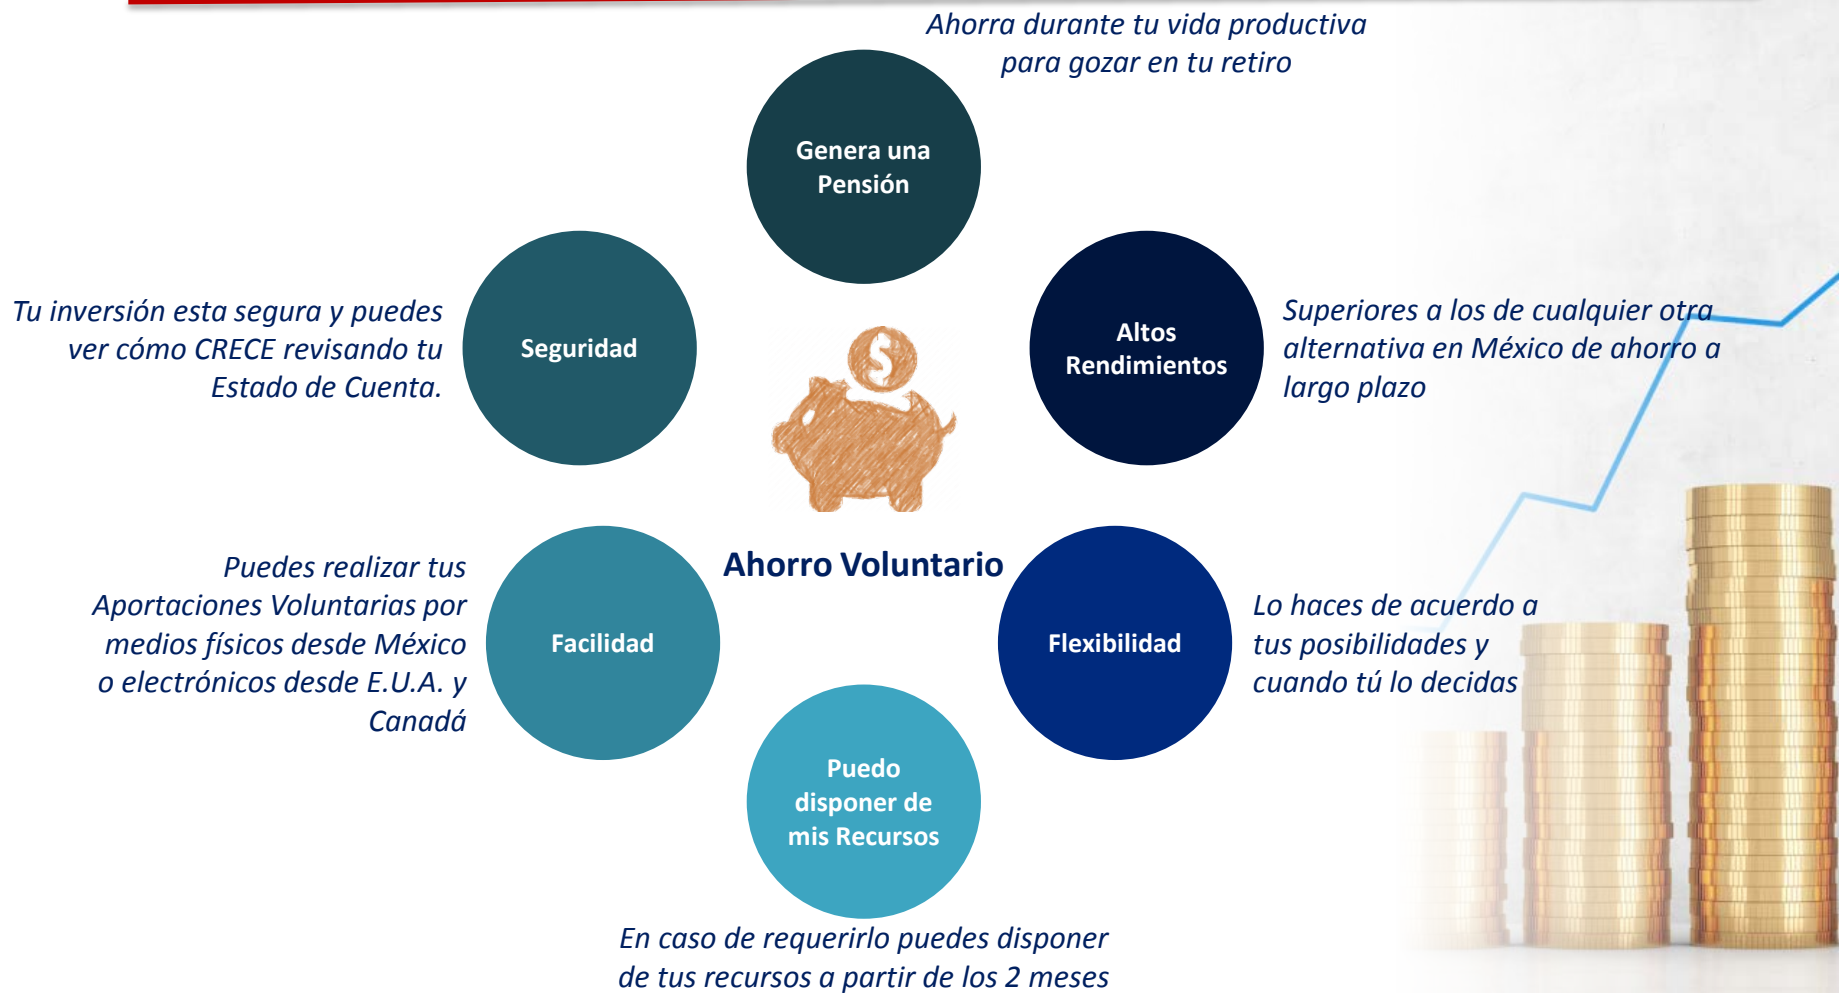 Ahorra durante tu vida productiva
para gozar en tu retiro
Genera una
Pensión
Tu inversión esta segura y puedes
ver cómo CRECE revisando tu
Estado de Cuenta.
Seguridad
$
Altos
Rendimientos
Superiores a los de cualquier otra
alternativa en México de ahorro a
largo plazo
Ahorro Voluntario
Puedes realizar tus
Aportaciones Voluntarias por
medios físicos desde México
o electrónicos desde E.U.A. y
Canadá
Facilidad
Flexibilidad
Lo haces de acuerdo a
tus posibilidades y
cuando tú lo decidas
Puedo
disponer de
mis Recursos
En caso de requerirlo puedes disponer
de tus recursos a partir de los 2 meses